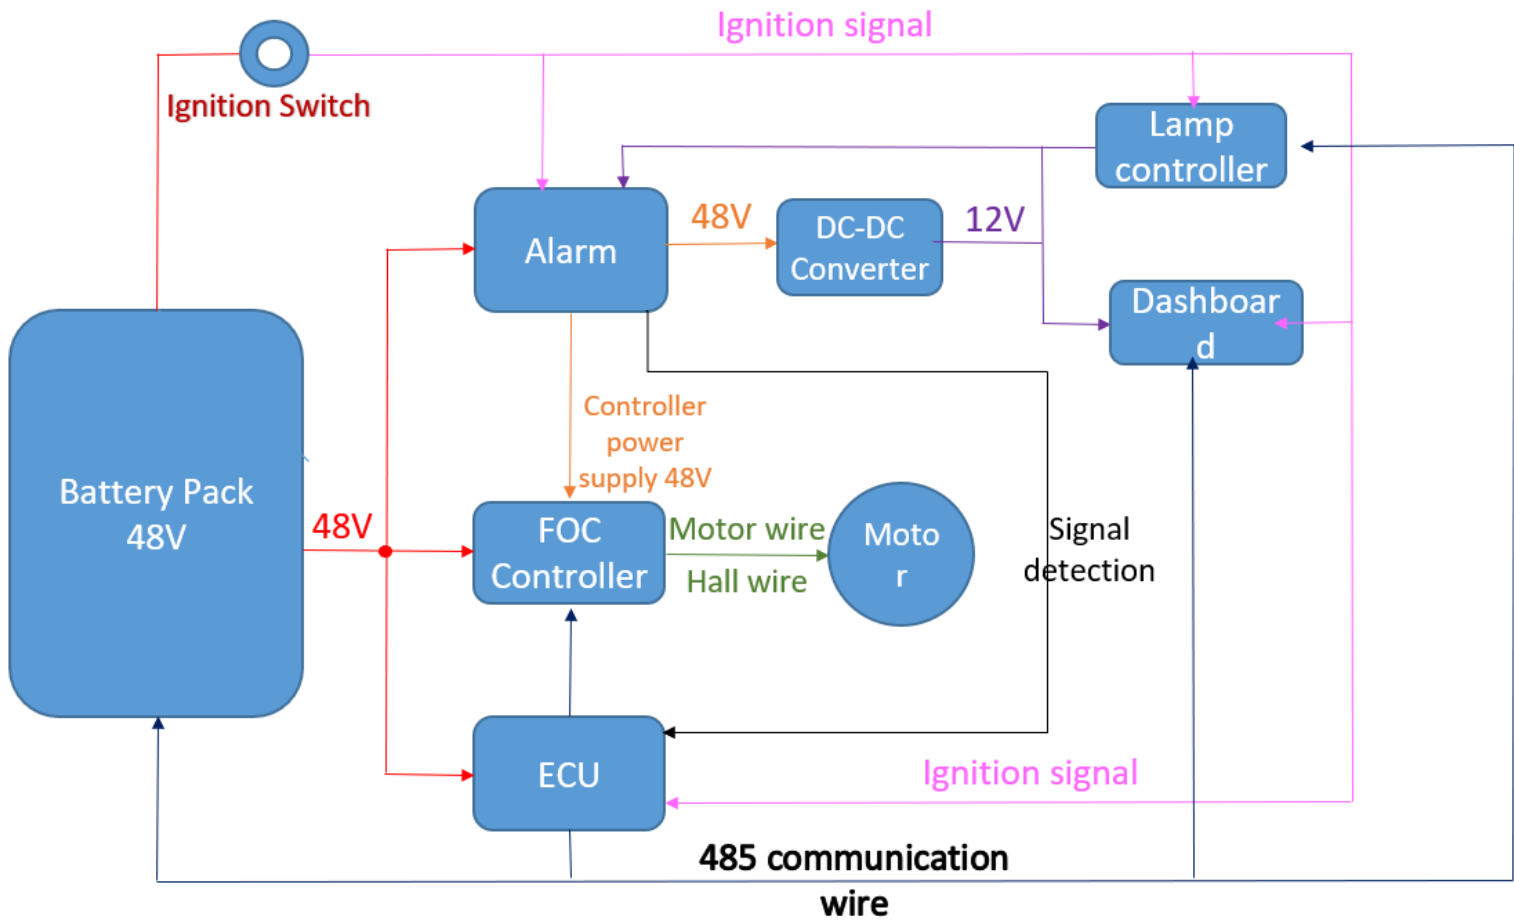 Ignition signal
Ignition Switch
Lamp
controller
48V
12V
DC-DC
Converter
Alarm
Dashboar
d
Controller
power
supply 48V
Battery Pack
48V
48V
FOC
Controller
Motor wire
Hall wire
Moto
r
Signal
detection
ECU
Ignition signal
485 communication
wire